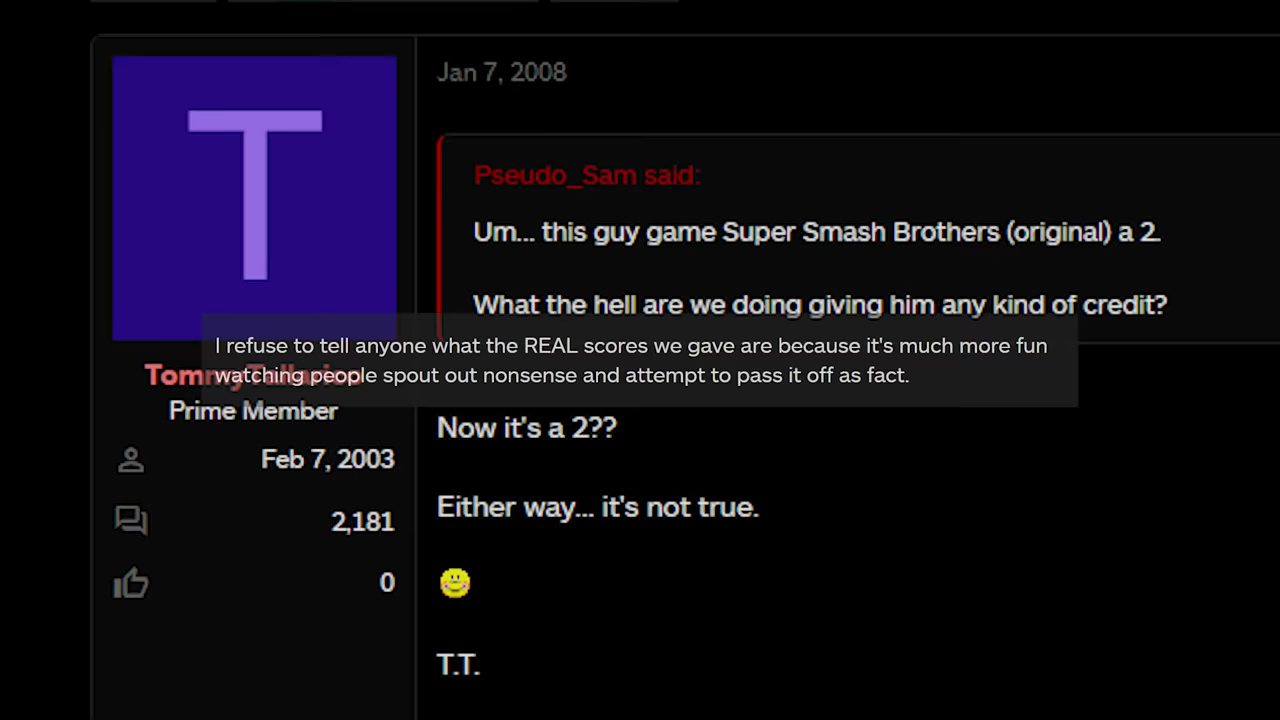 T
Jan 7, 2008
Pseudo_Sam said:
Um... this guy game Super Smash Brothers (original) a 2.
What the hell are we doing giving him any kind of credit?
I refuse to tell anyone what the REAL scores we gave are because it's much more fun
watching people spout out nonsense and attempt to pass it off as fact.
TommyTallarico
Prime Member
Feb 7, 2003
2,181
0
Now it's a 2??
Either way... it's not true.
T.T.